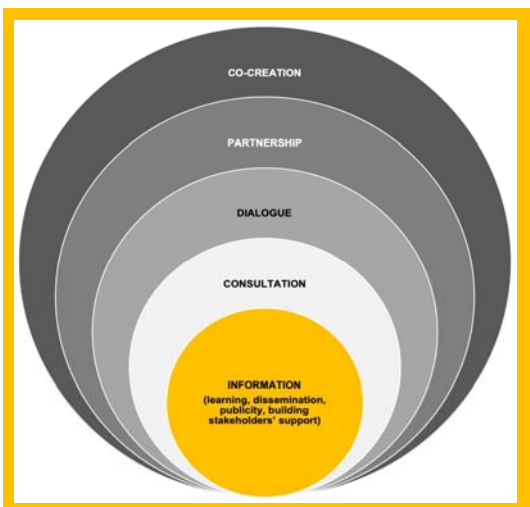 CO-CREATION
PARTNERSHIP
DIALOGUE
CONSULTATION
INFORMATION
(learning, dissemination,
publicity, building
stakeholders' support)